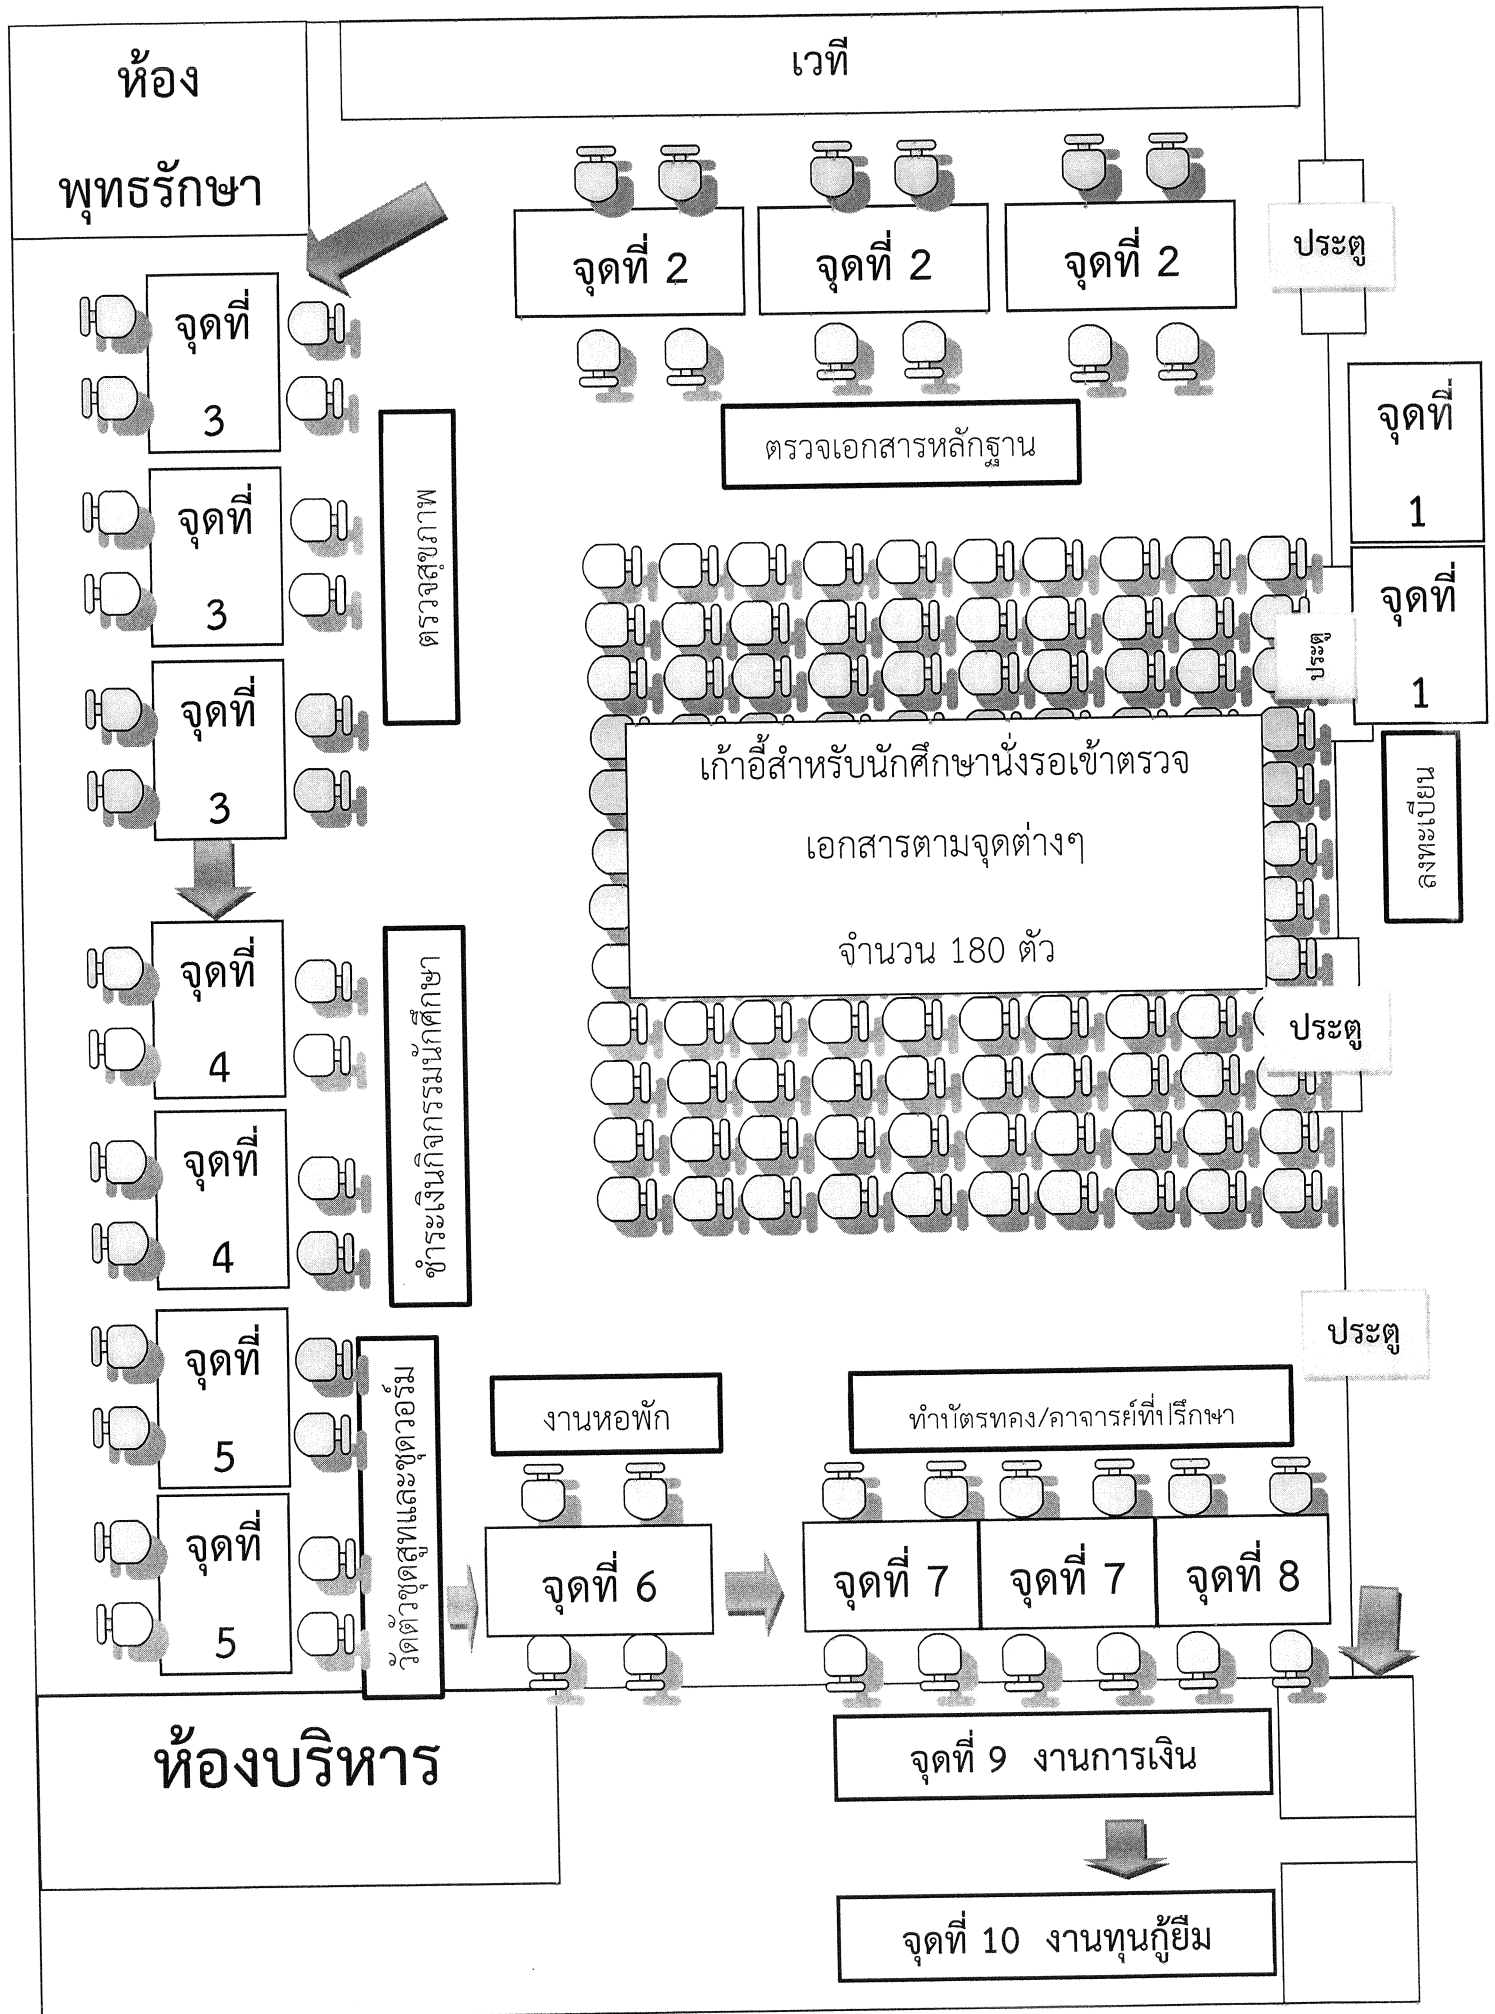 ห้อง
พุทธรักษา
เวที
จุดที่ 2
จุดที่ 2
จุดที่ 2
ประตู
ตรวจเอกสารหลักฐาน
จุดที่
1
จุดที่
1
ประตู
ลงทะเบียน
จุดที่
3
จุดที่
3
จุดที่
3
ตรวจสุขภาพ
เก้าอี้สำหรับนักศึกษานั่งรอเข้าตรวจ
เอกสารตามจุดต่างๆ
จำนวน 180 ตัว
ประตู
จุดที่
4
จุดที่
4
ชำระเงินกิจกรรมนักศึกษา
ประตู
จุดที่
5
จุดที่
5
วัดตัวชุดสูทและชุดวอร์ม
งานหอพัก
จุดที่ 6
ทำบัตรทอง/อาจารย์ที่ปรึกษา
จุดที่ 7
จุดที่ 7
จุดที่ 8
ห้องบริหาร
จุดที่ 9 งานการเงิน
จุดที่ 10 งานทุนกู้ยืม